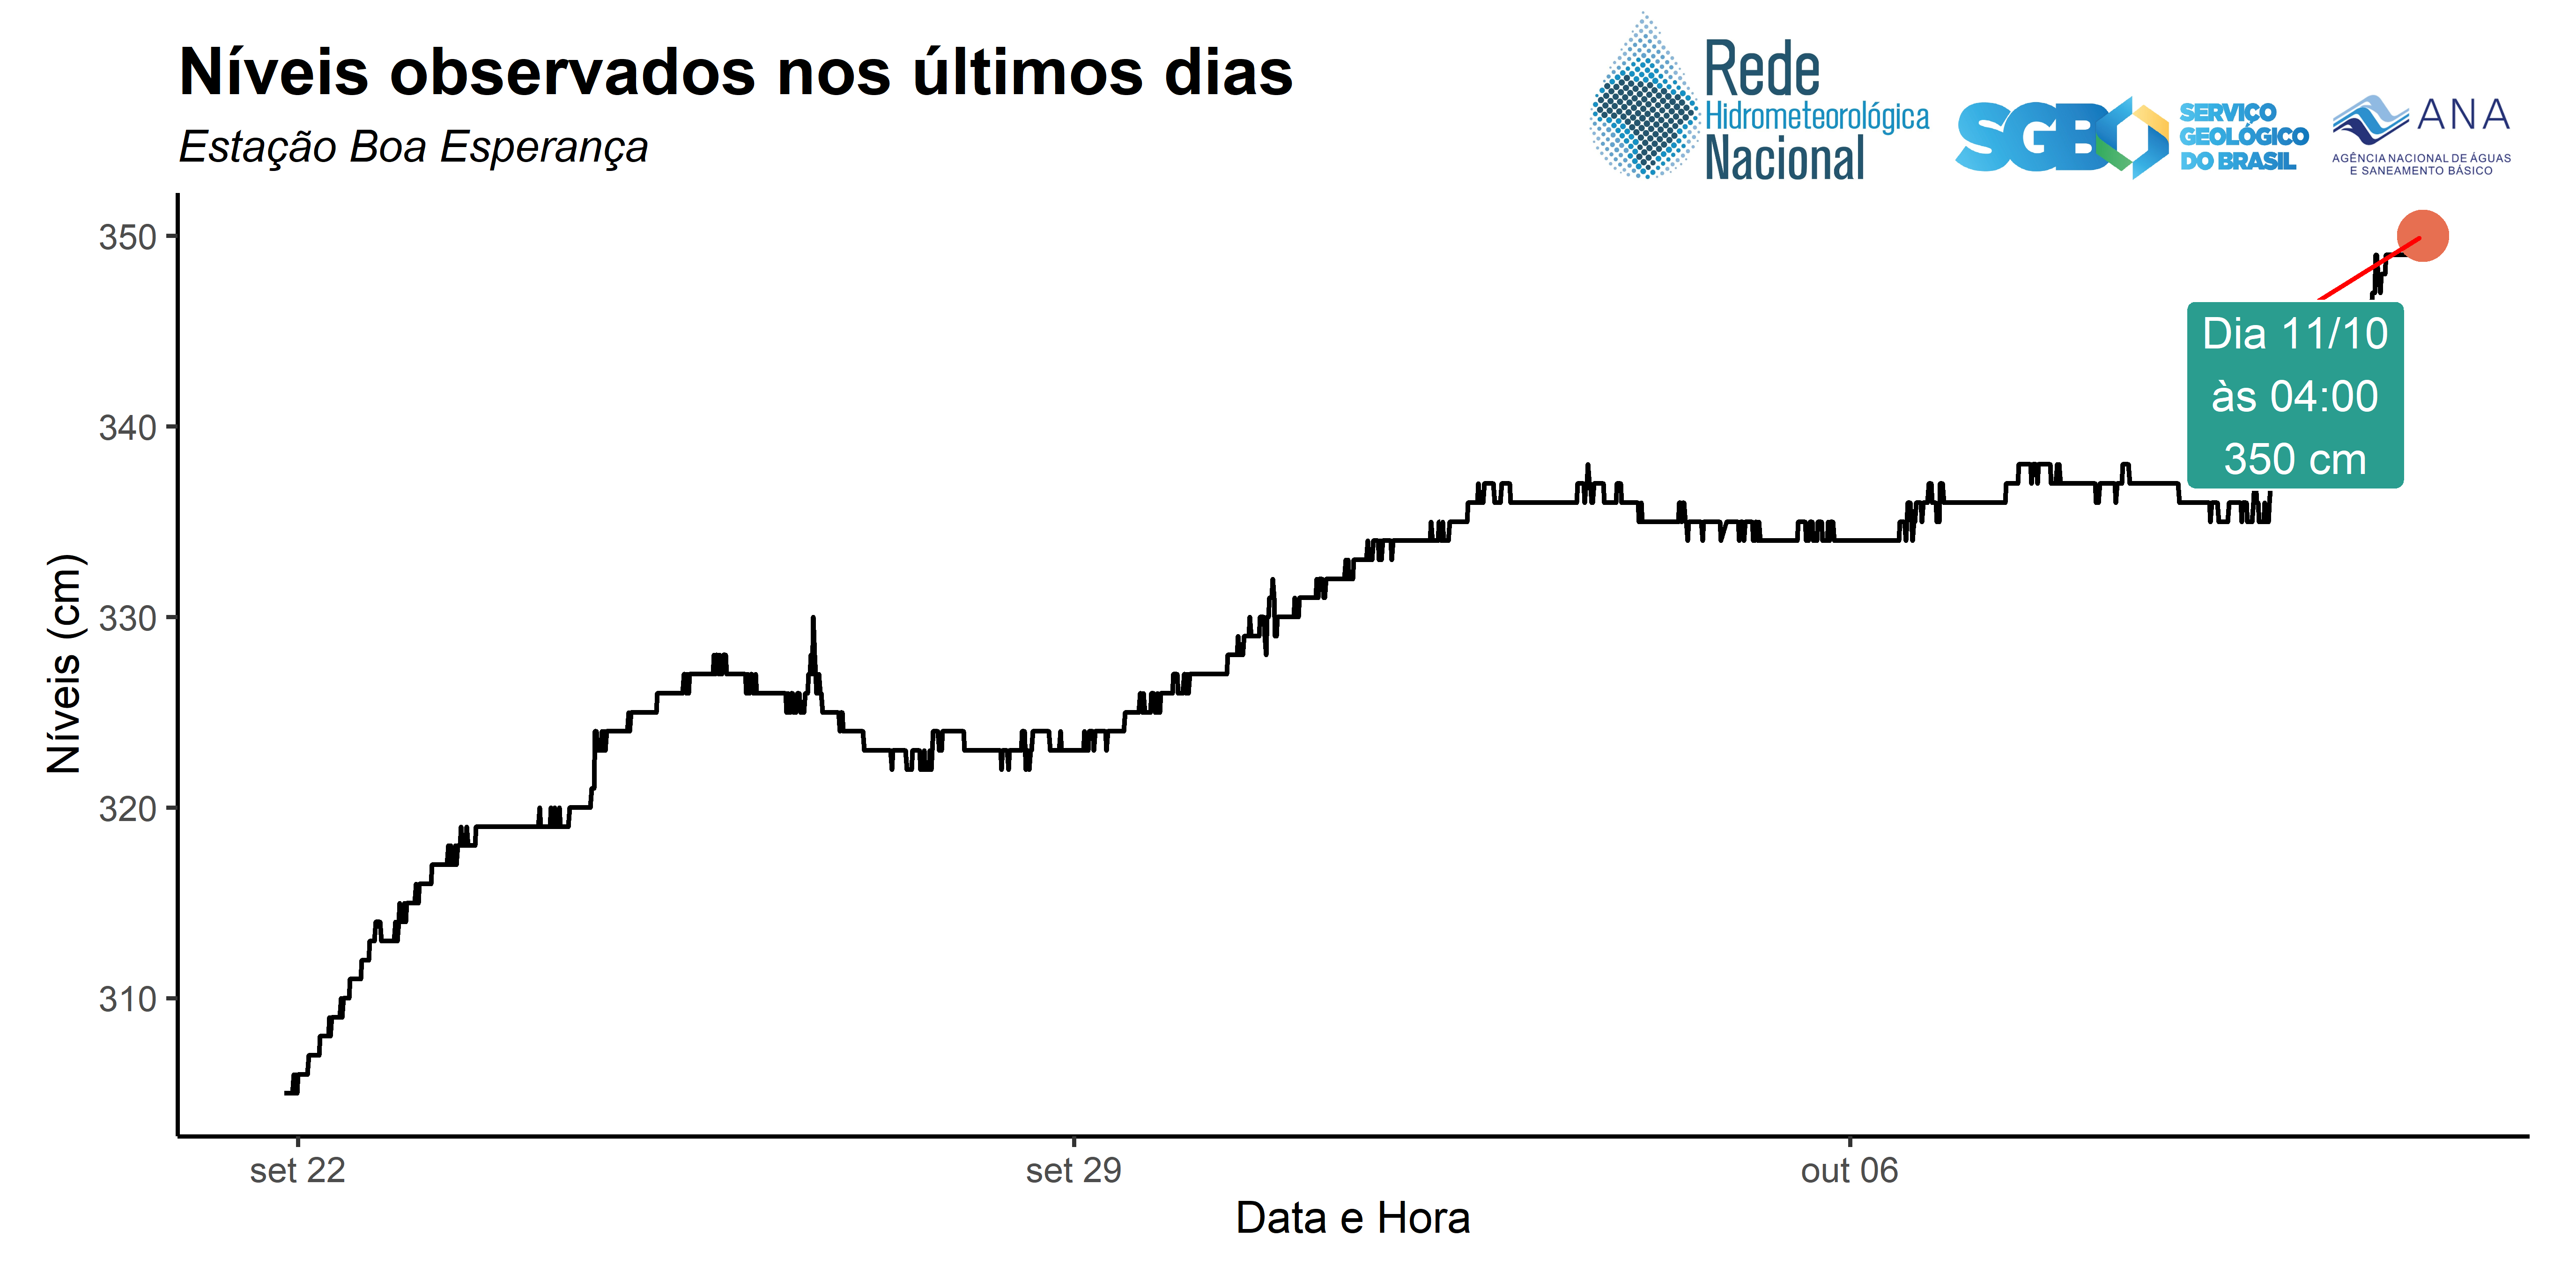 Níveis observados nos últimos dias
Estação Boa Esperança
Rede
Hidrometeorológica
Nacional
SGB
SERVIÇO
GEOLÓGICO
DO BRASIL
ANA
AGÊNCIA NACIONAL DE ÁGUAS
E SANEAMENTO BÁSICO
350
340
330
320
310
Níveis (cm)
Dia 11/10
às 04:00
350 cm
set 22
set 29
out 06
Data e Hora